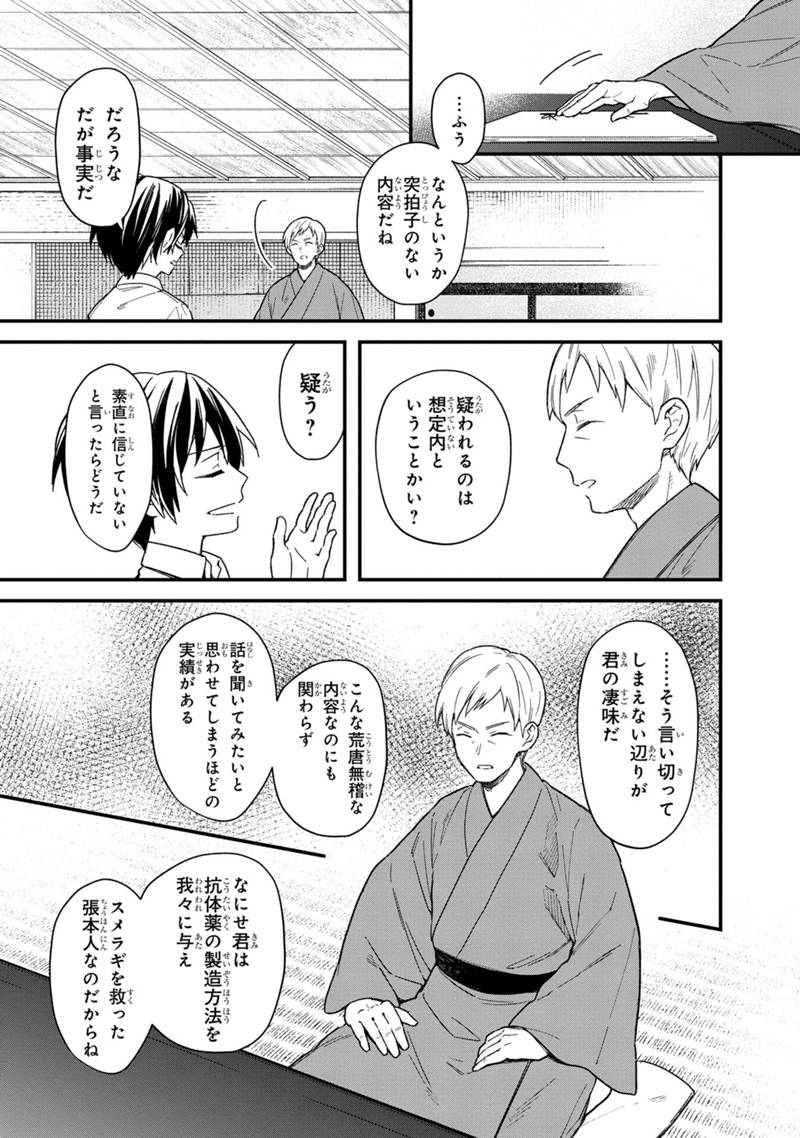 …ふう
なんというか
突拍子のない
内容だね
だろうな
だが事実だ
疑われるのは
想定内と
いうことかい？
疑う？
素直に信じていない
と言ったらどうだ
……そう言い切って
しまえない辺りが
君の凄味だ
こんな荒唐無稽な
内容なのにも
関わらず
話を聞いてみたいと
思わせてしまうほどの
実績がある
なにせ君は
抗体薬の製造方法を
我々に与え
スメラギを救った
張本人なのだからね